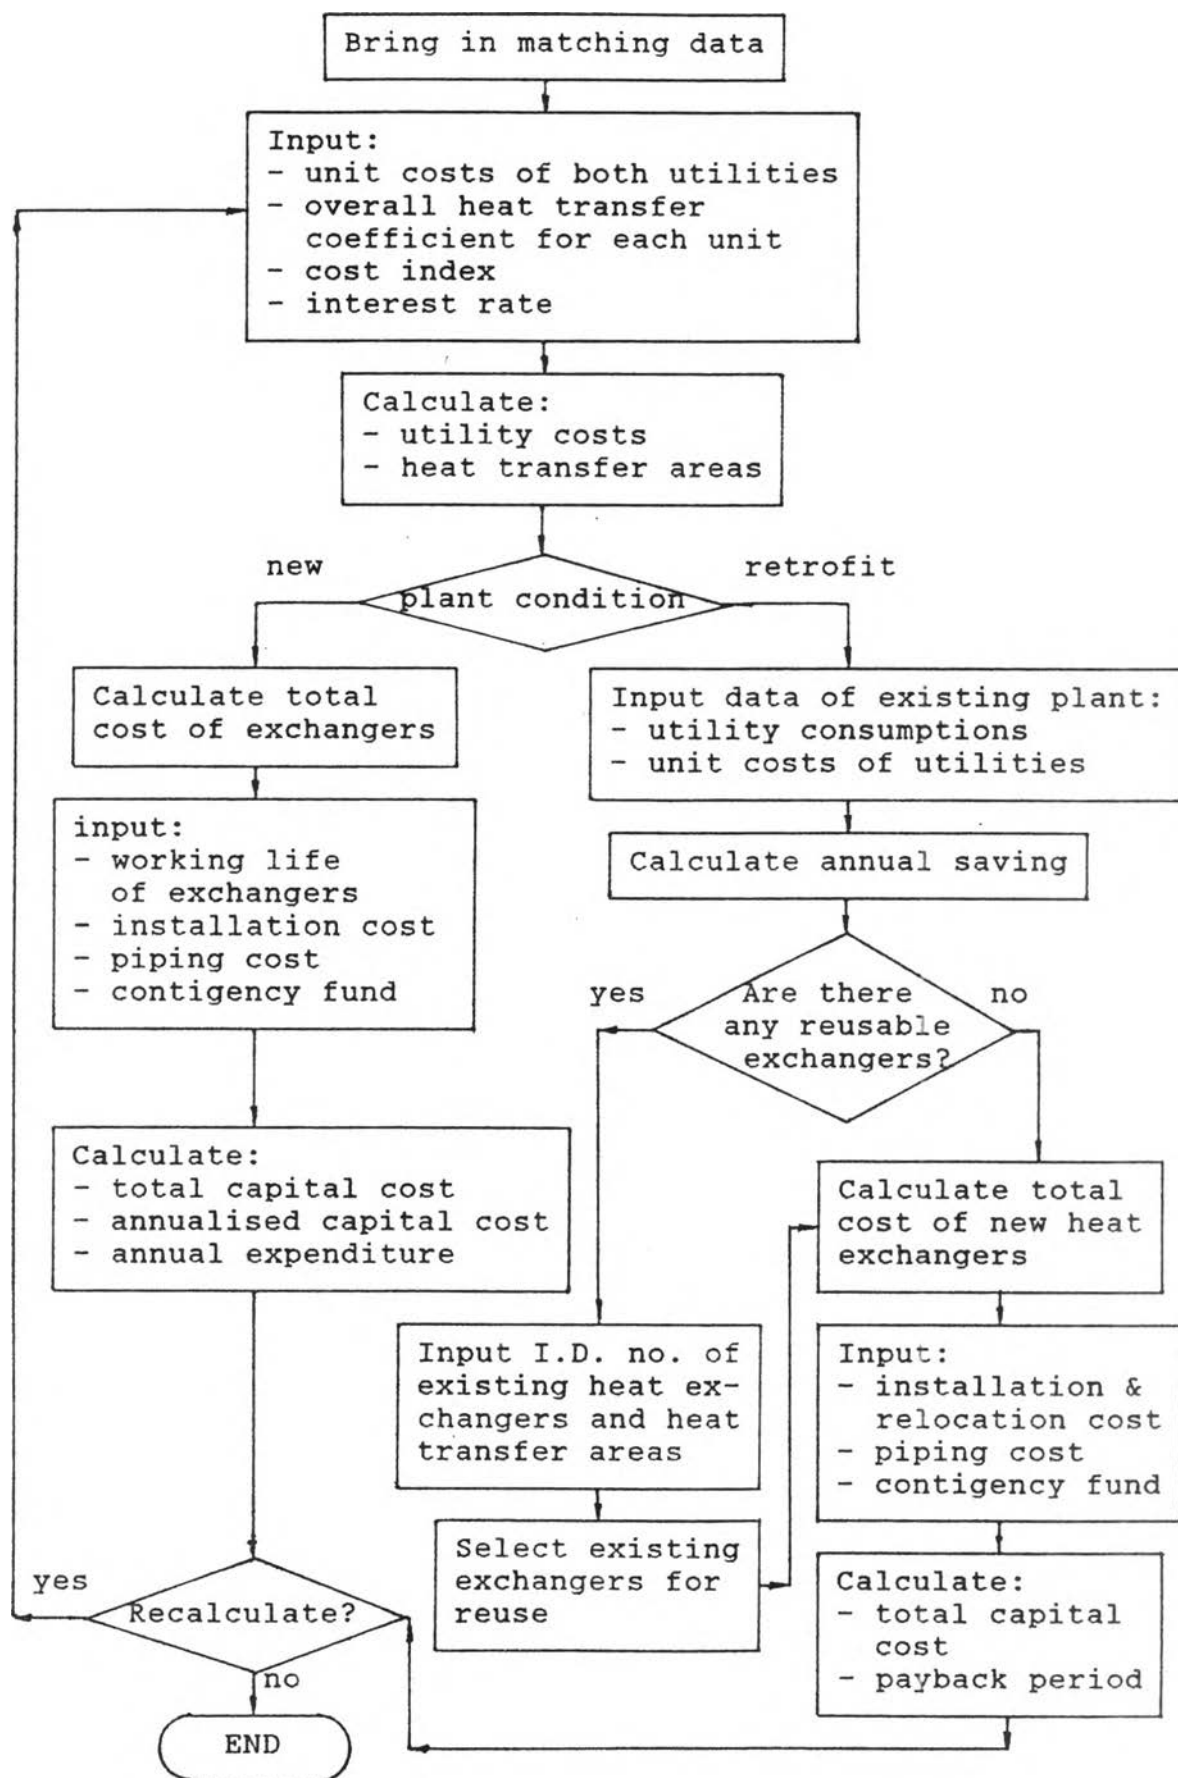 Bring in matching data
Input:
- unit costs of both utilities
- overall heat transfer
coefficient for each unit
- cost index
- interest rate
Calculate:
- utility costs
- heat transfer areas
new
retrofit
plant condition
Calculate total
cost of exchangers
input:
- working life
of exchangers
- installation cost
- piping cost
- contigency fund
Calculate:
- total capital cost
- annualised capital cost
- annual expenditure
Input data of existing plant:
- utility consumptions
- unit costs of utilities
Calculate annual saving
yes
no
Are there
any reusable
exchangers?
Input I.D. no. of
existing heat ex-
changers and heat
transfer areas
Select existing
exchangers for
reuse
Calculate total
cost of new heat
exchangers
Input:
- installation &
relocation cost
- piping cost
- contigency fund
Calculate:
- total capital
cost
- payback period
yes
Recalculate?
no
END